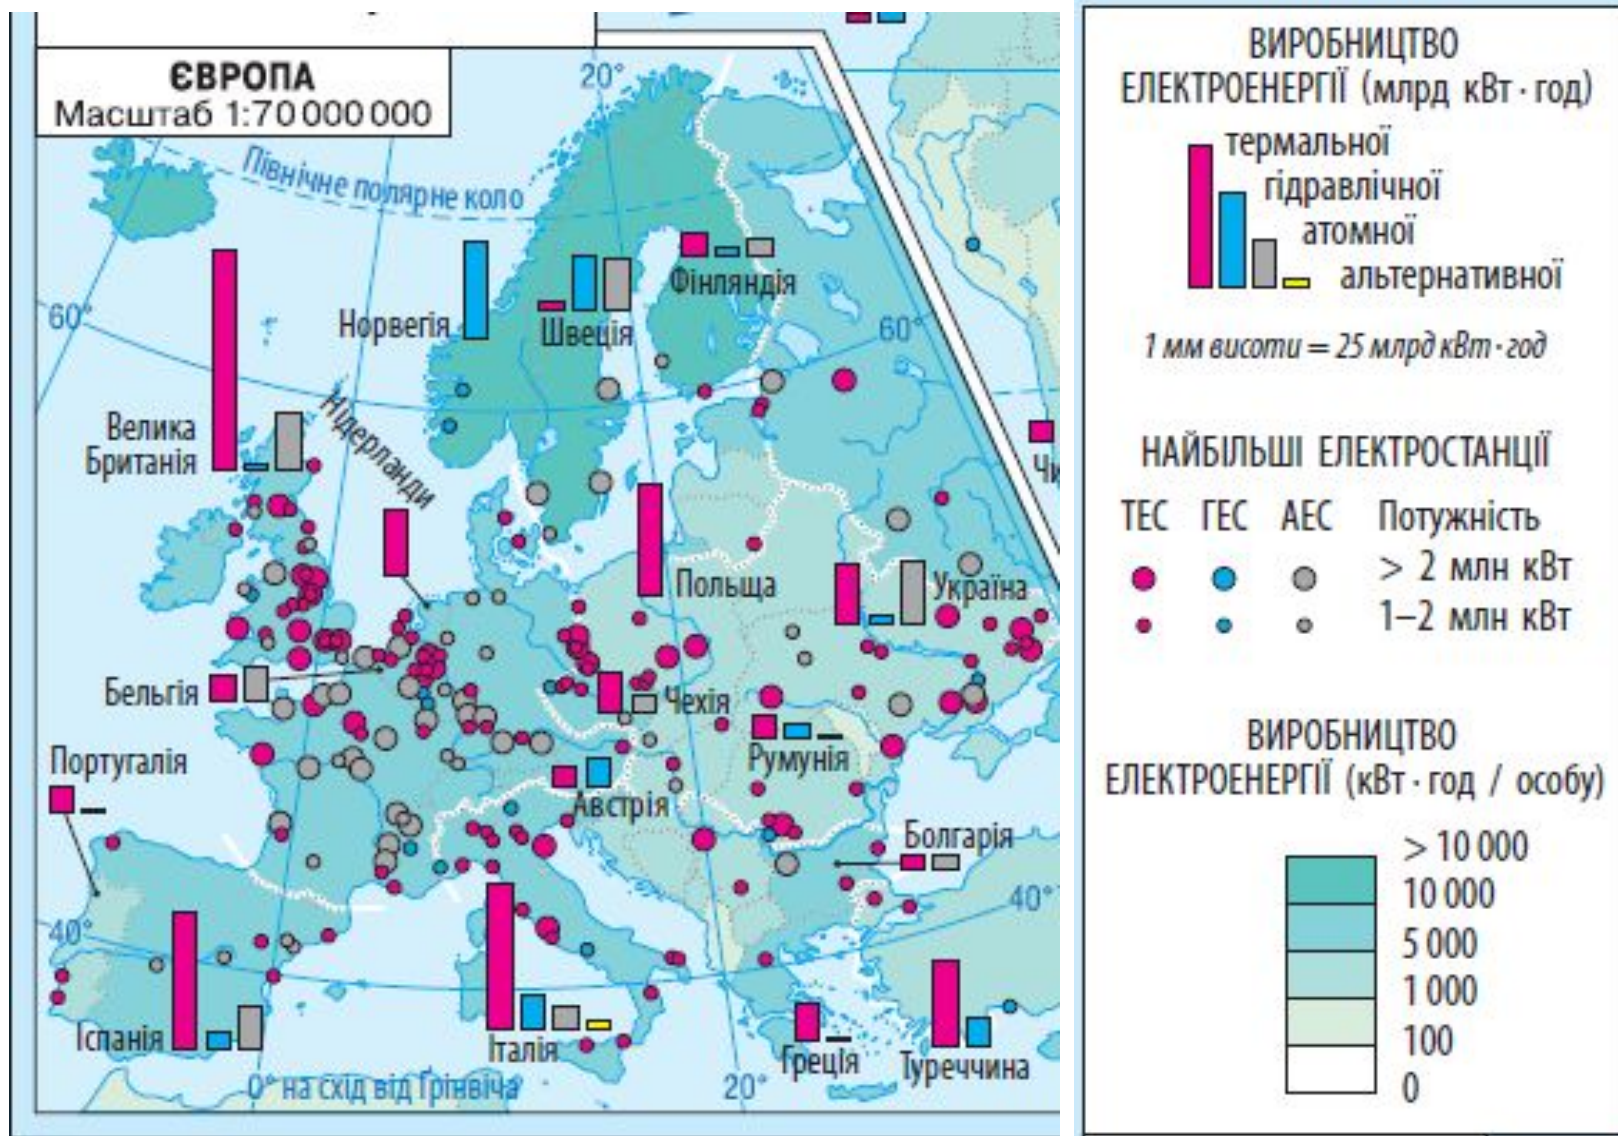 ЄВРОПА
Масштаб 1:70 000 000
20°
Північне полярне коло
60°
60°
Норвегія
Швеція
Фінляндія
Велика
Британія
Нідерланди
Польща
Україна
Бельгія
Чехія
Румунія
Португалія
Австрія
Болгарія
40°
40°
Іспанія
Італія
Греція
Туреччина
0° на схід від Ґрінвіча
20°
ВИРОБНИЦТВО
ЕЛЕКТРОЕНЕРГІЇ (млрд кВт · год)
термальної
гідравлічної
атомної
альтернативної
1 мм висоти = 25 млрд кВт · год
НАЙБІЛЬШІ ЕЛЕКТРОСТАНЦІЇ
ТЕС ГЕС АЕС Потужність
> 2 млн кВт
1–2 млн кВт
ВИРОБНИЦТВО
ЕЛЕКТРОЕНЕРГІЇ (кВт · год / особу)
> 10 000
10 000
5 000
1 000
100
0